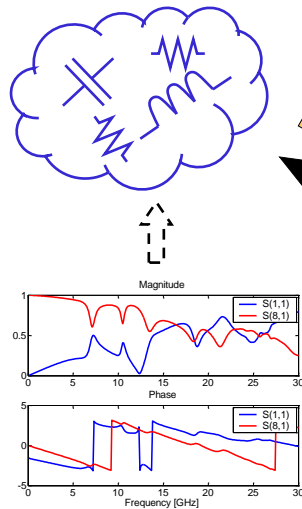 Magnitude
1
0.5
0
S(1,1)
S(8,1)
0 5 10 15 20 25 30
Phase
5
0
-5
S(1,1)
S(8,1)
0 5 10 15 20 25 30
Frequency [GHz]